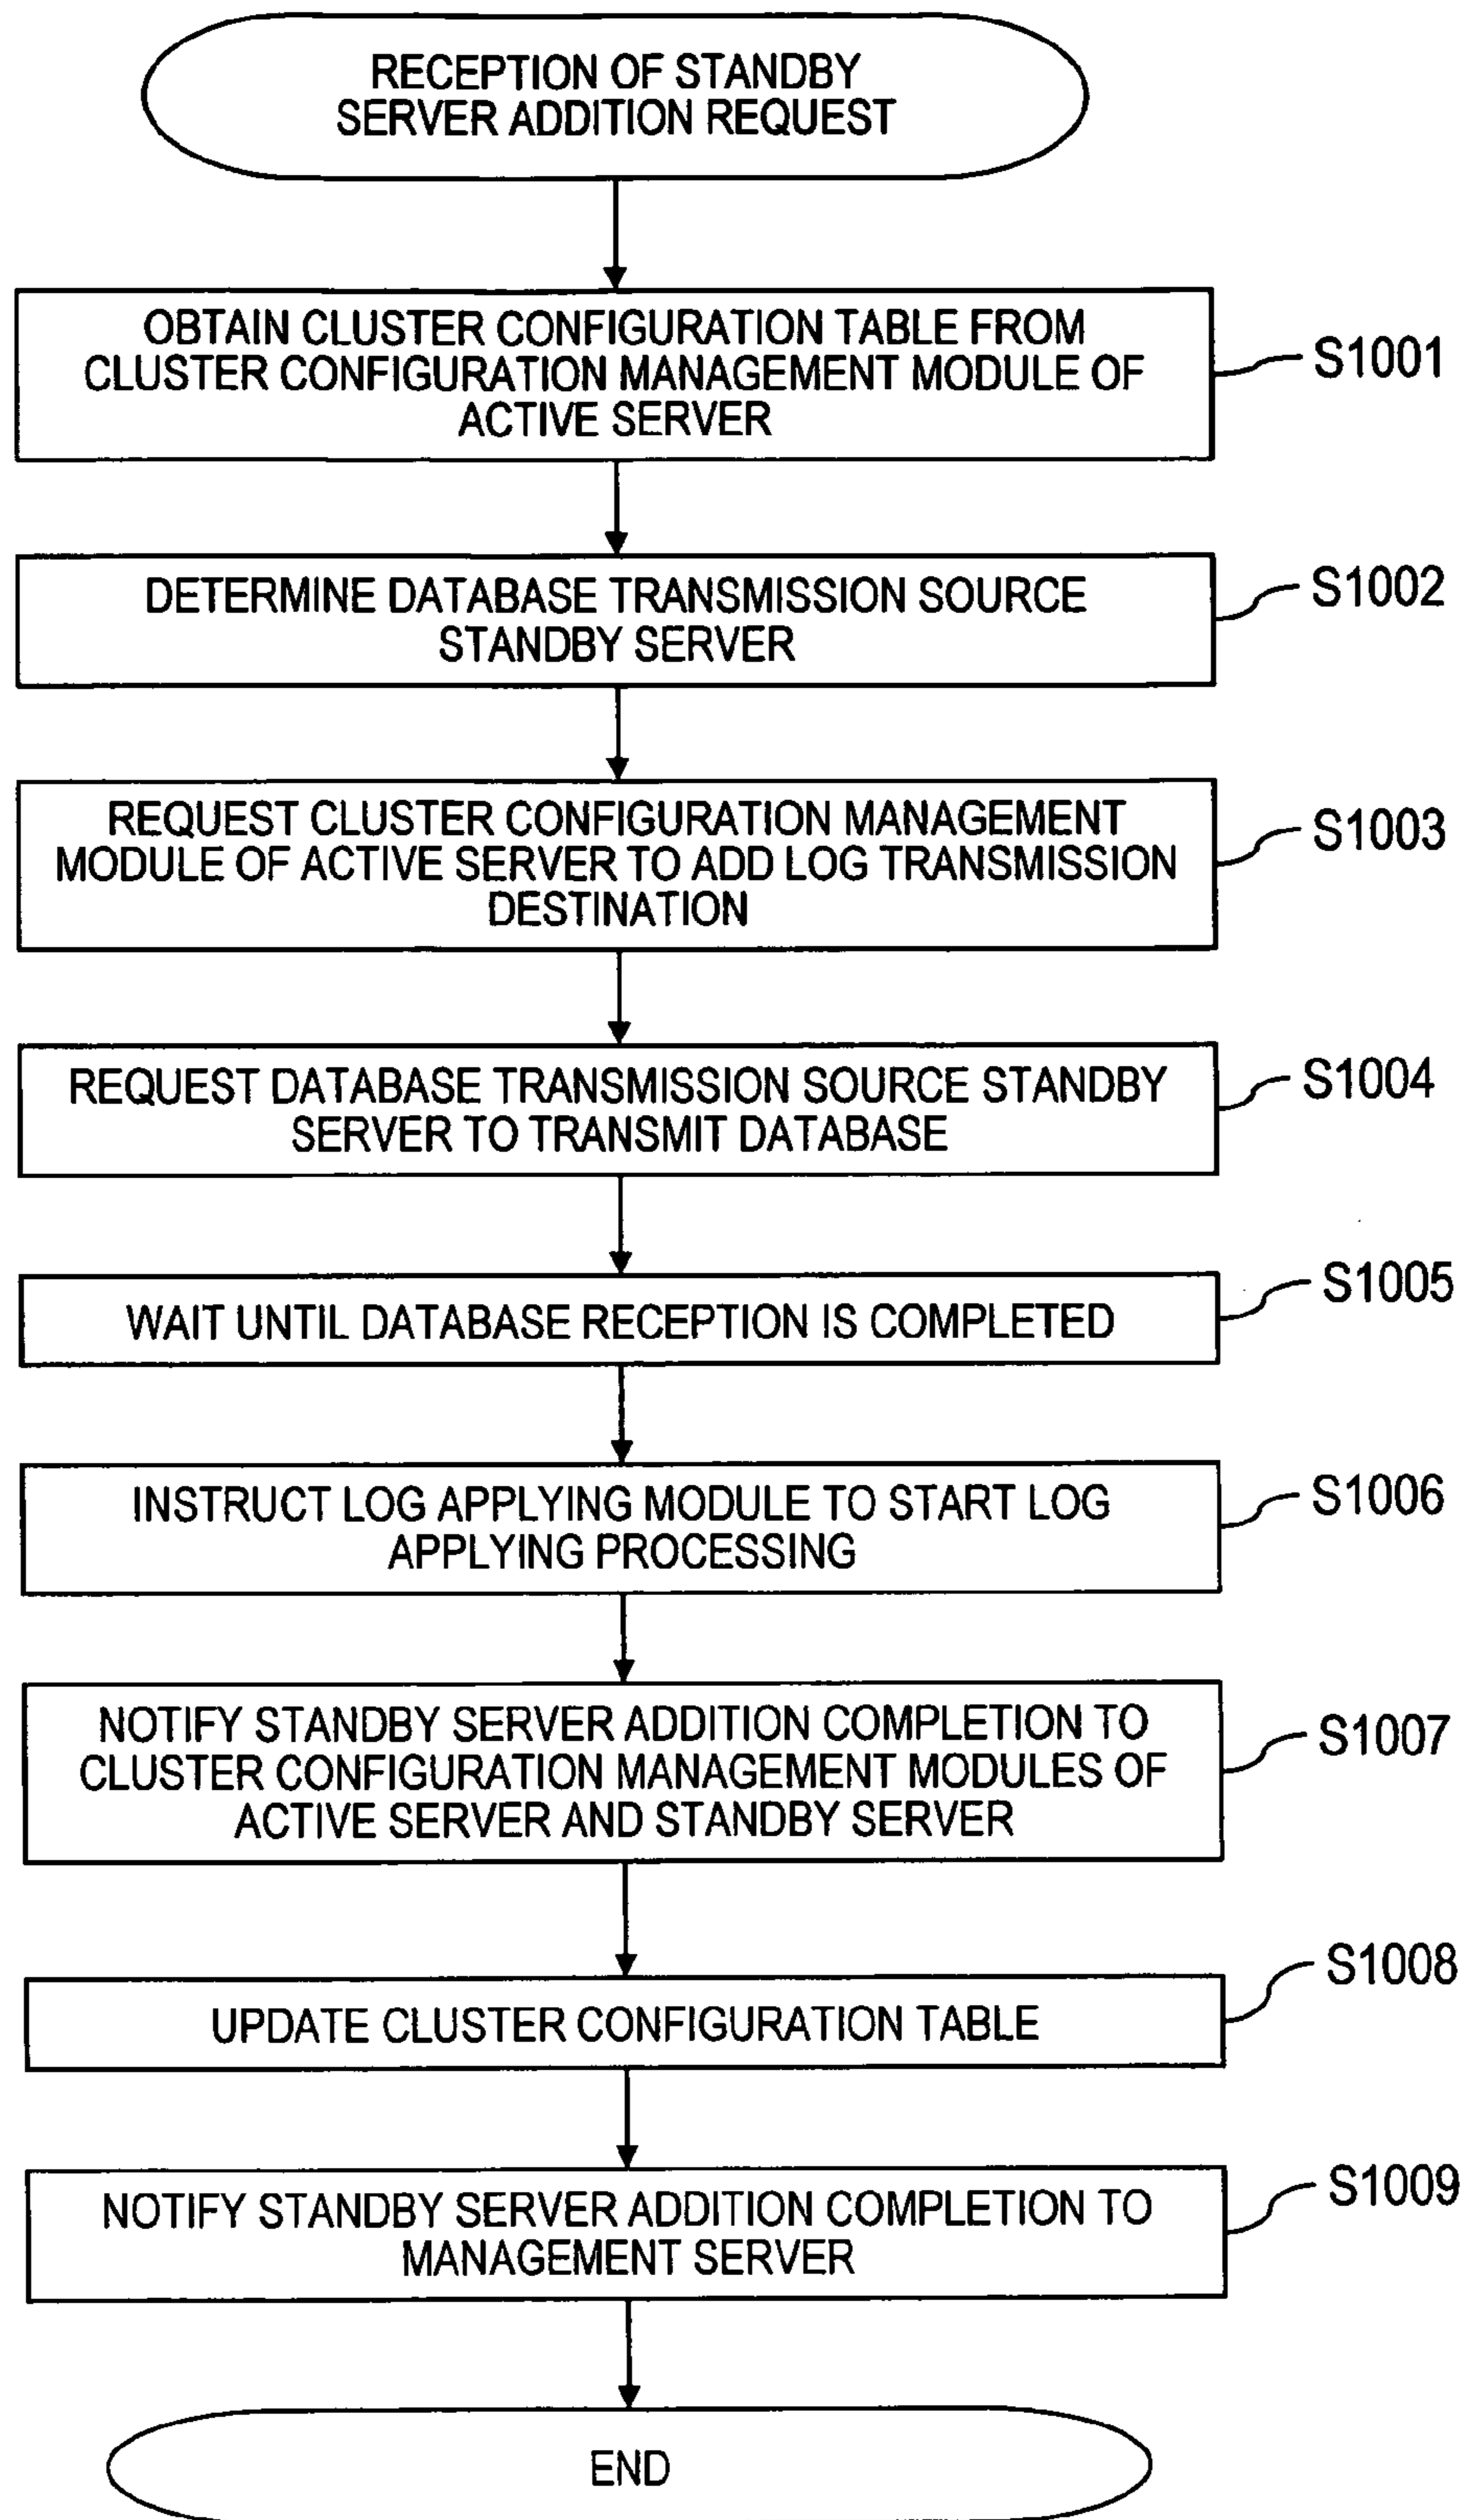 RECEPTION OF STANDBY
SERVER ADDITION REQUEST
OBTAIN CLUSTER CONFIGURATION TABLE FROM
CLUSTER CONFIGURATION MANAGEMENT MODULE OF
ACTIVE SERVER
S1001
DETERMINE DATABASE TRANSMISSION SOURCE
STANDBY SERVER
S1002
REQUEST CLUSTER CONFIGURATION MANAGEMENT
MODULE OF ACTIVE SERVER TO ADD LOG TRANSMISSION
DESTINATION
S1003
REQUEST DATABASE TRANSMISSION SOURCE STANDBY
SERVER TO TRANSMIT DATABASE
S1004
WAIT UNTIL DATABASE RECEPTION IS COMPLETED
S1005
INSTRUCT LOG APPLYING MODULE TO START LOG
APPLYING PROCESSING
S1006
NOTIFY STANDBY SERVER ADDITION COMPLETION TO
CLUSTER CONFIGURATION MANAGEMENT MODULES OF
ACTIVE SERVER AND STANDBY SERVER
S1007
UPDATE CLUSTER CONFIGURATION TABLE
S1008
NOTIFY STANDBY SERVER ADDITION COMPLETION TO
MANAGEMENT SERVER
S1009
END